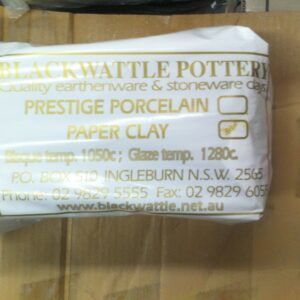 BLACKWATTLE POTTERY
Quality earthenware & stoneware clays
PRESTIGE PORCELAIN
PAPER CLAY
Bisque temp. 1050c; Glaze temp. 1280c.
P.O. BOX 510 INGLEBURN N.S.W. 2565
Phone: 02 9829 5555 Fax: 02 9829 6055
www.blackwattle.net.au